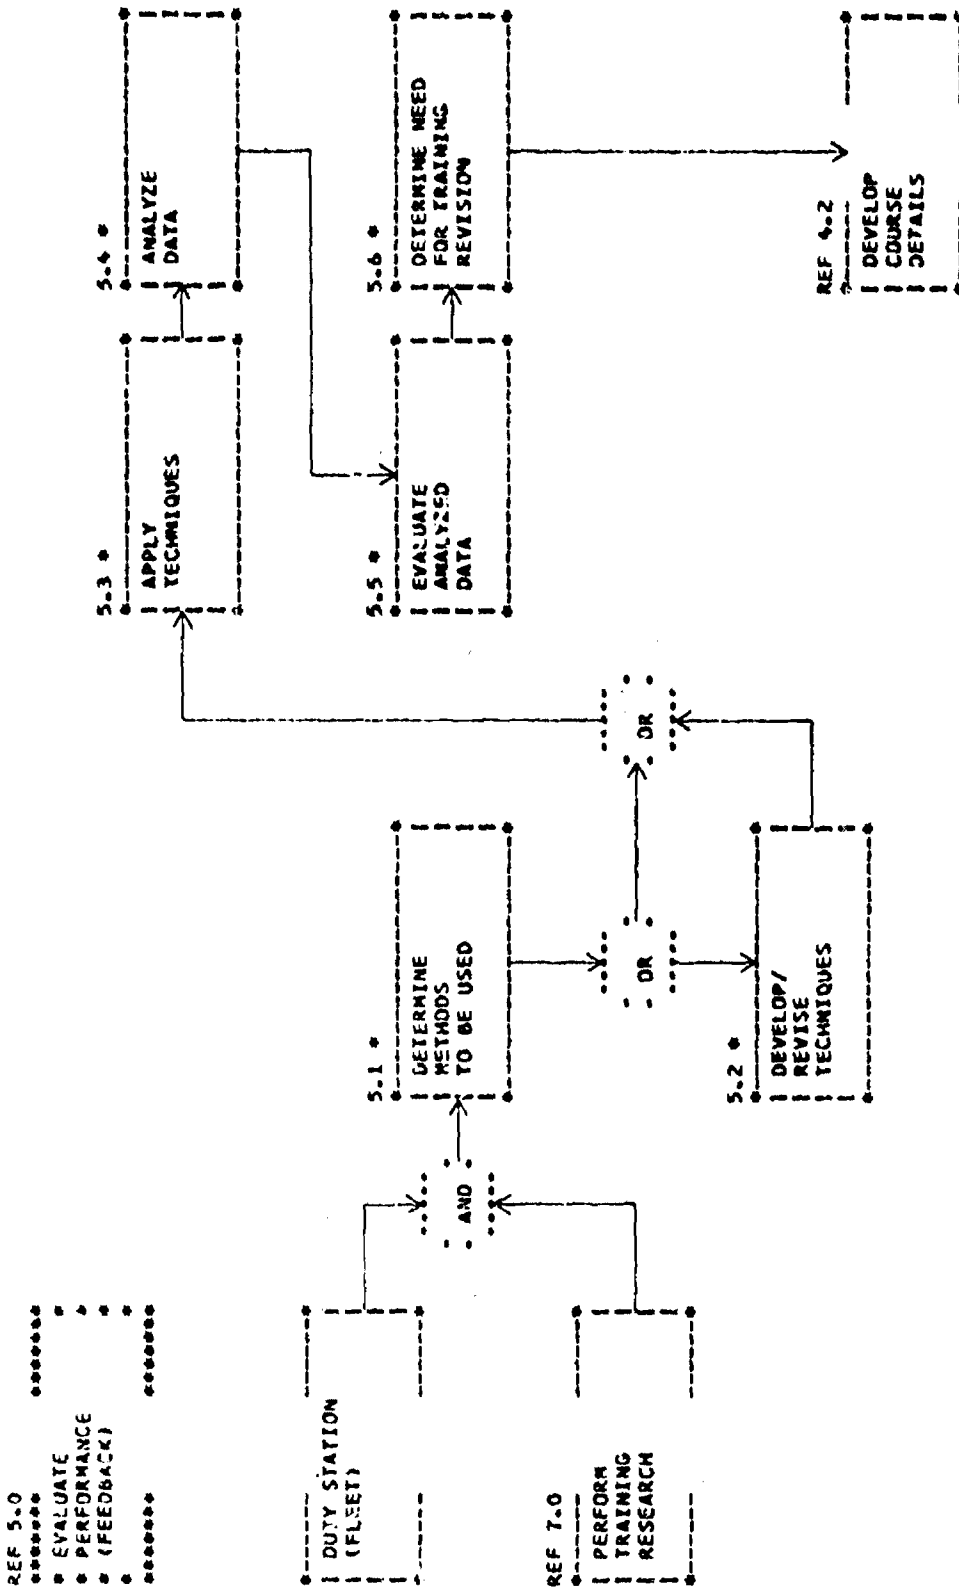 REF 5.0
EVALUATE
PERFORMANCE
(FEEDBACK)
DUTY STATION
(FLEET)
REF 7.0
PERFORM
TRAINING
RESEARCH
AND
5.1 *
DETERMINE
METHODS
TO BE USED
OR
5.2 *
DEVELOP/
REVISE
TECHNIQUES
OR
5.3 *
APPLY
TECHNIQUES
5.4 *
ANALYZE
DATA
5.5 *
EVALUATE
ANALYZED
DATA
5.6 *
DETERMINE NEED
FOR TRAINING
REVISION
REF 4.2
DEVELOP
COURSE
DETAILS